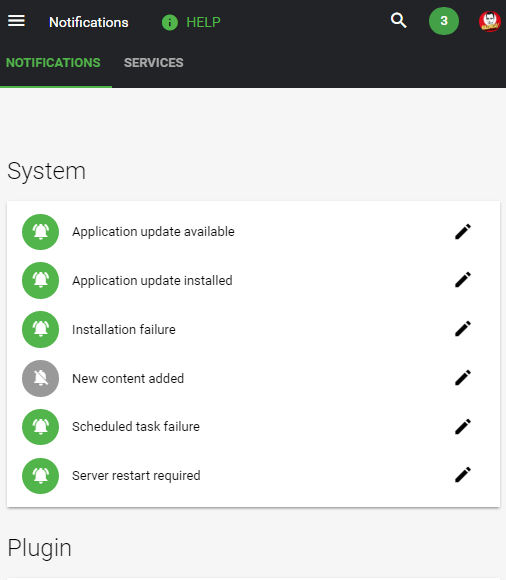 Notifications
HELP
3
NOTIFICATIONS
SERVICES
System
Application update available
Application update installed
Installation failure
New content added
Scheduled task failure
Server restart required
Plugin